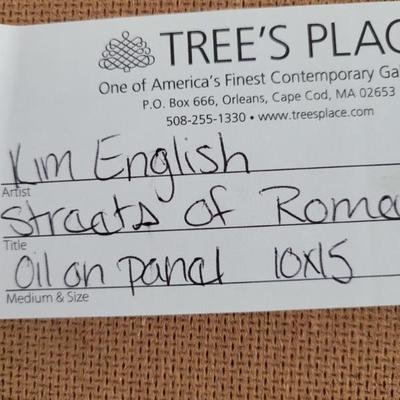 TREE'S PLAC
One of America's Finest Contemporary Ga
P.O. Box 666, Orleans, Cape Cod, MA 02653
508-255-1330 • www.treesplace.com
Kim English
Artist
Streets of Rome
Title
Oil on panel 10x15
Medium & Size